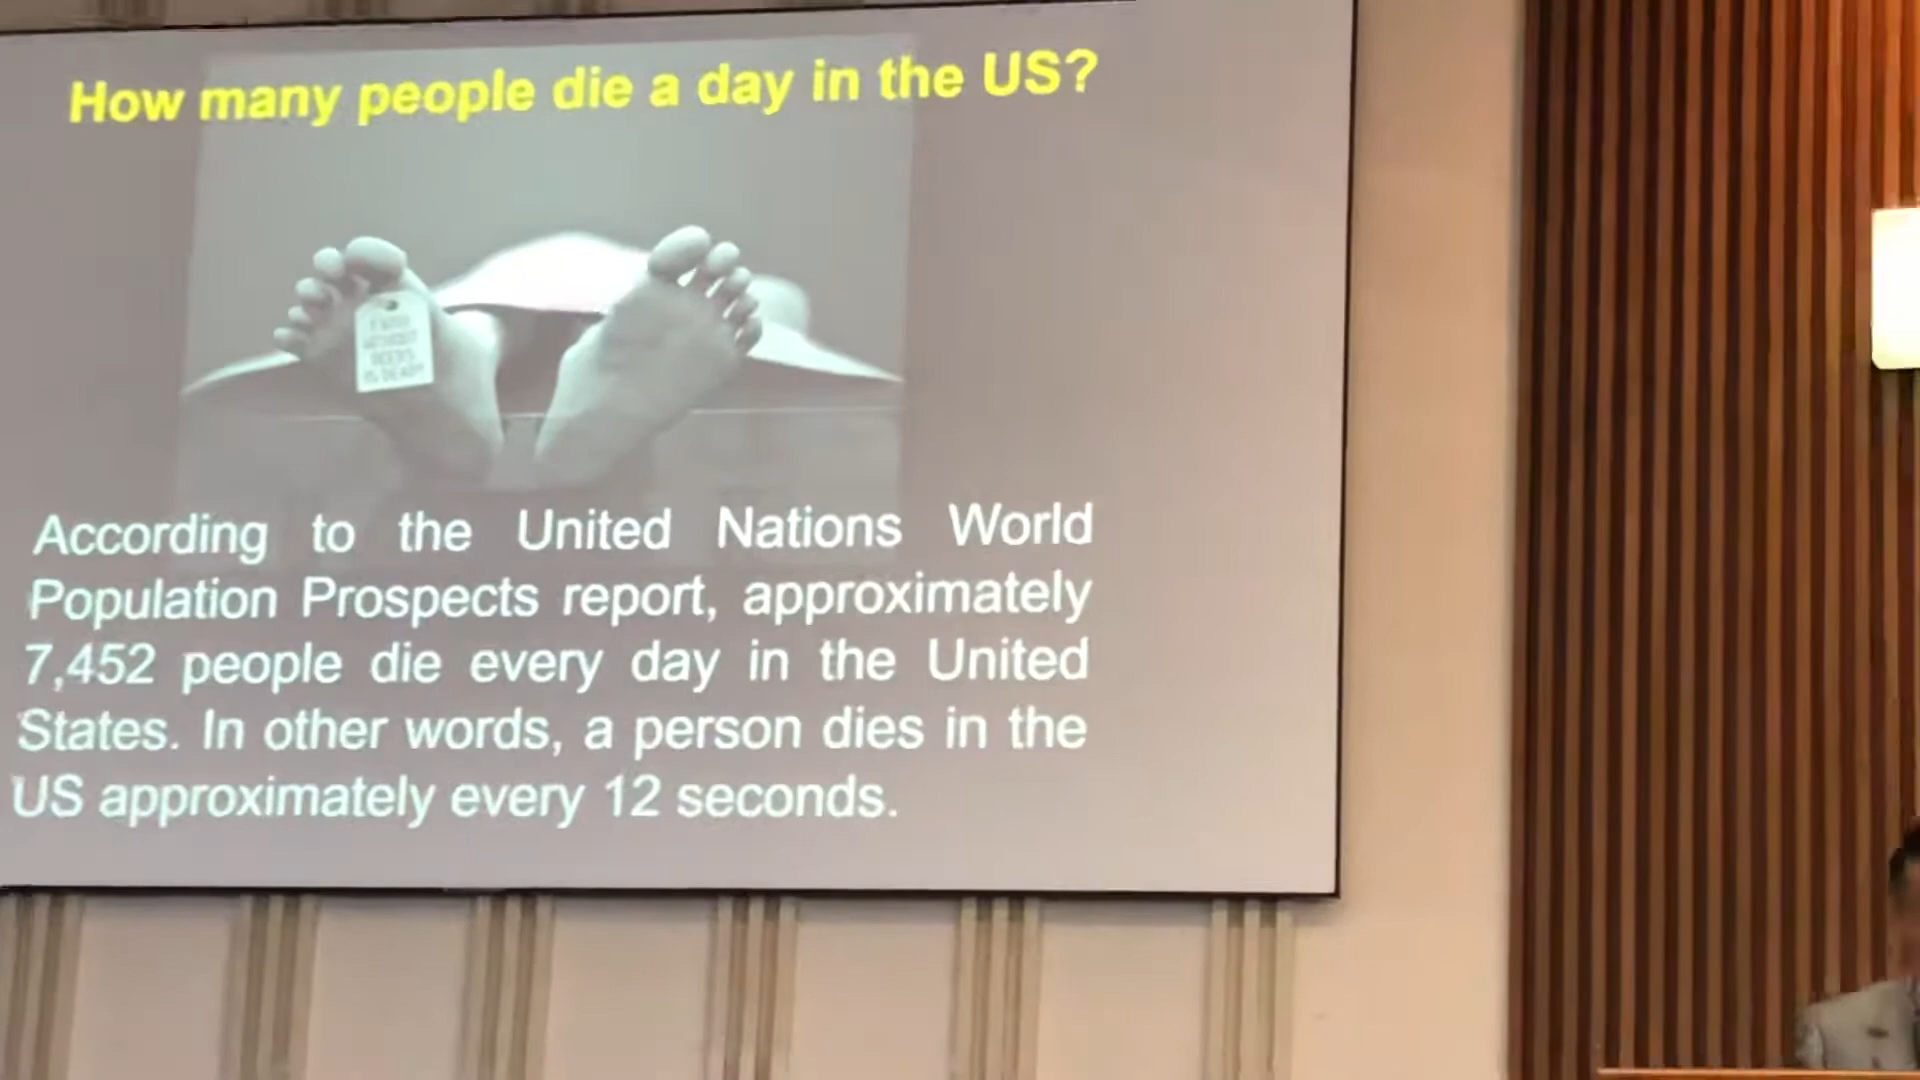 How many people die a day in the US?
IS DEAD!
According to the United Nations World
Population Prospects report, approximately
7,452 people die every day in the United
States. In other words, a person dies in the
US approximately every 12 seconds.